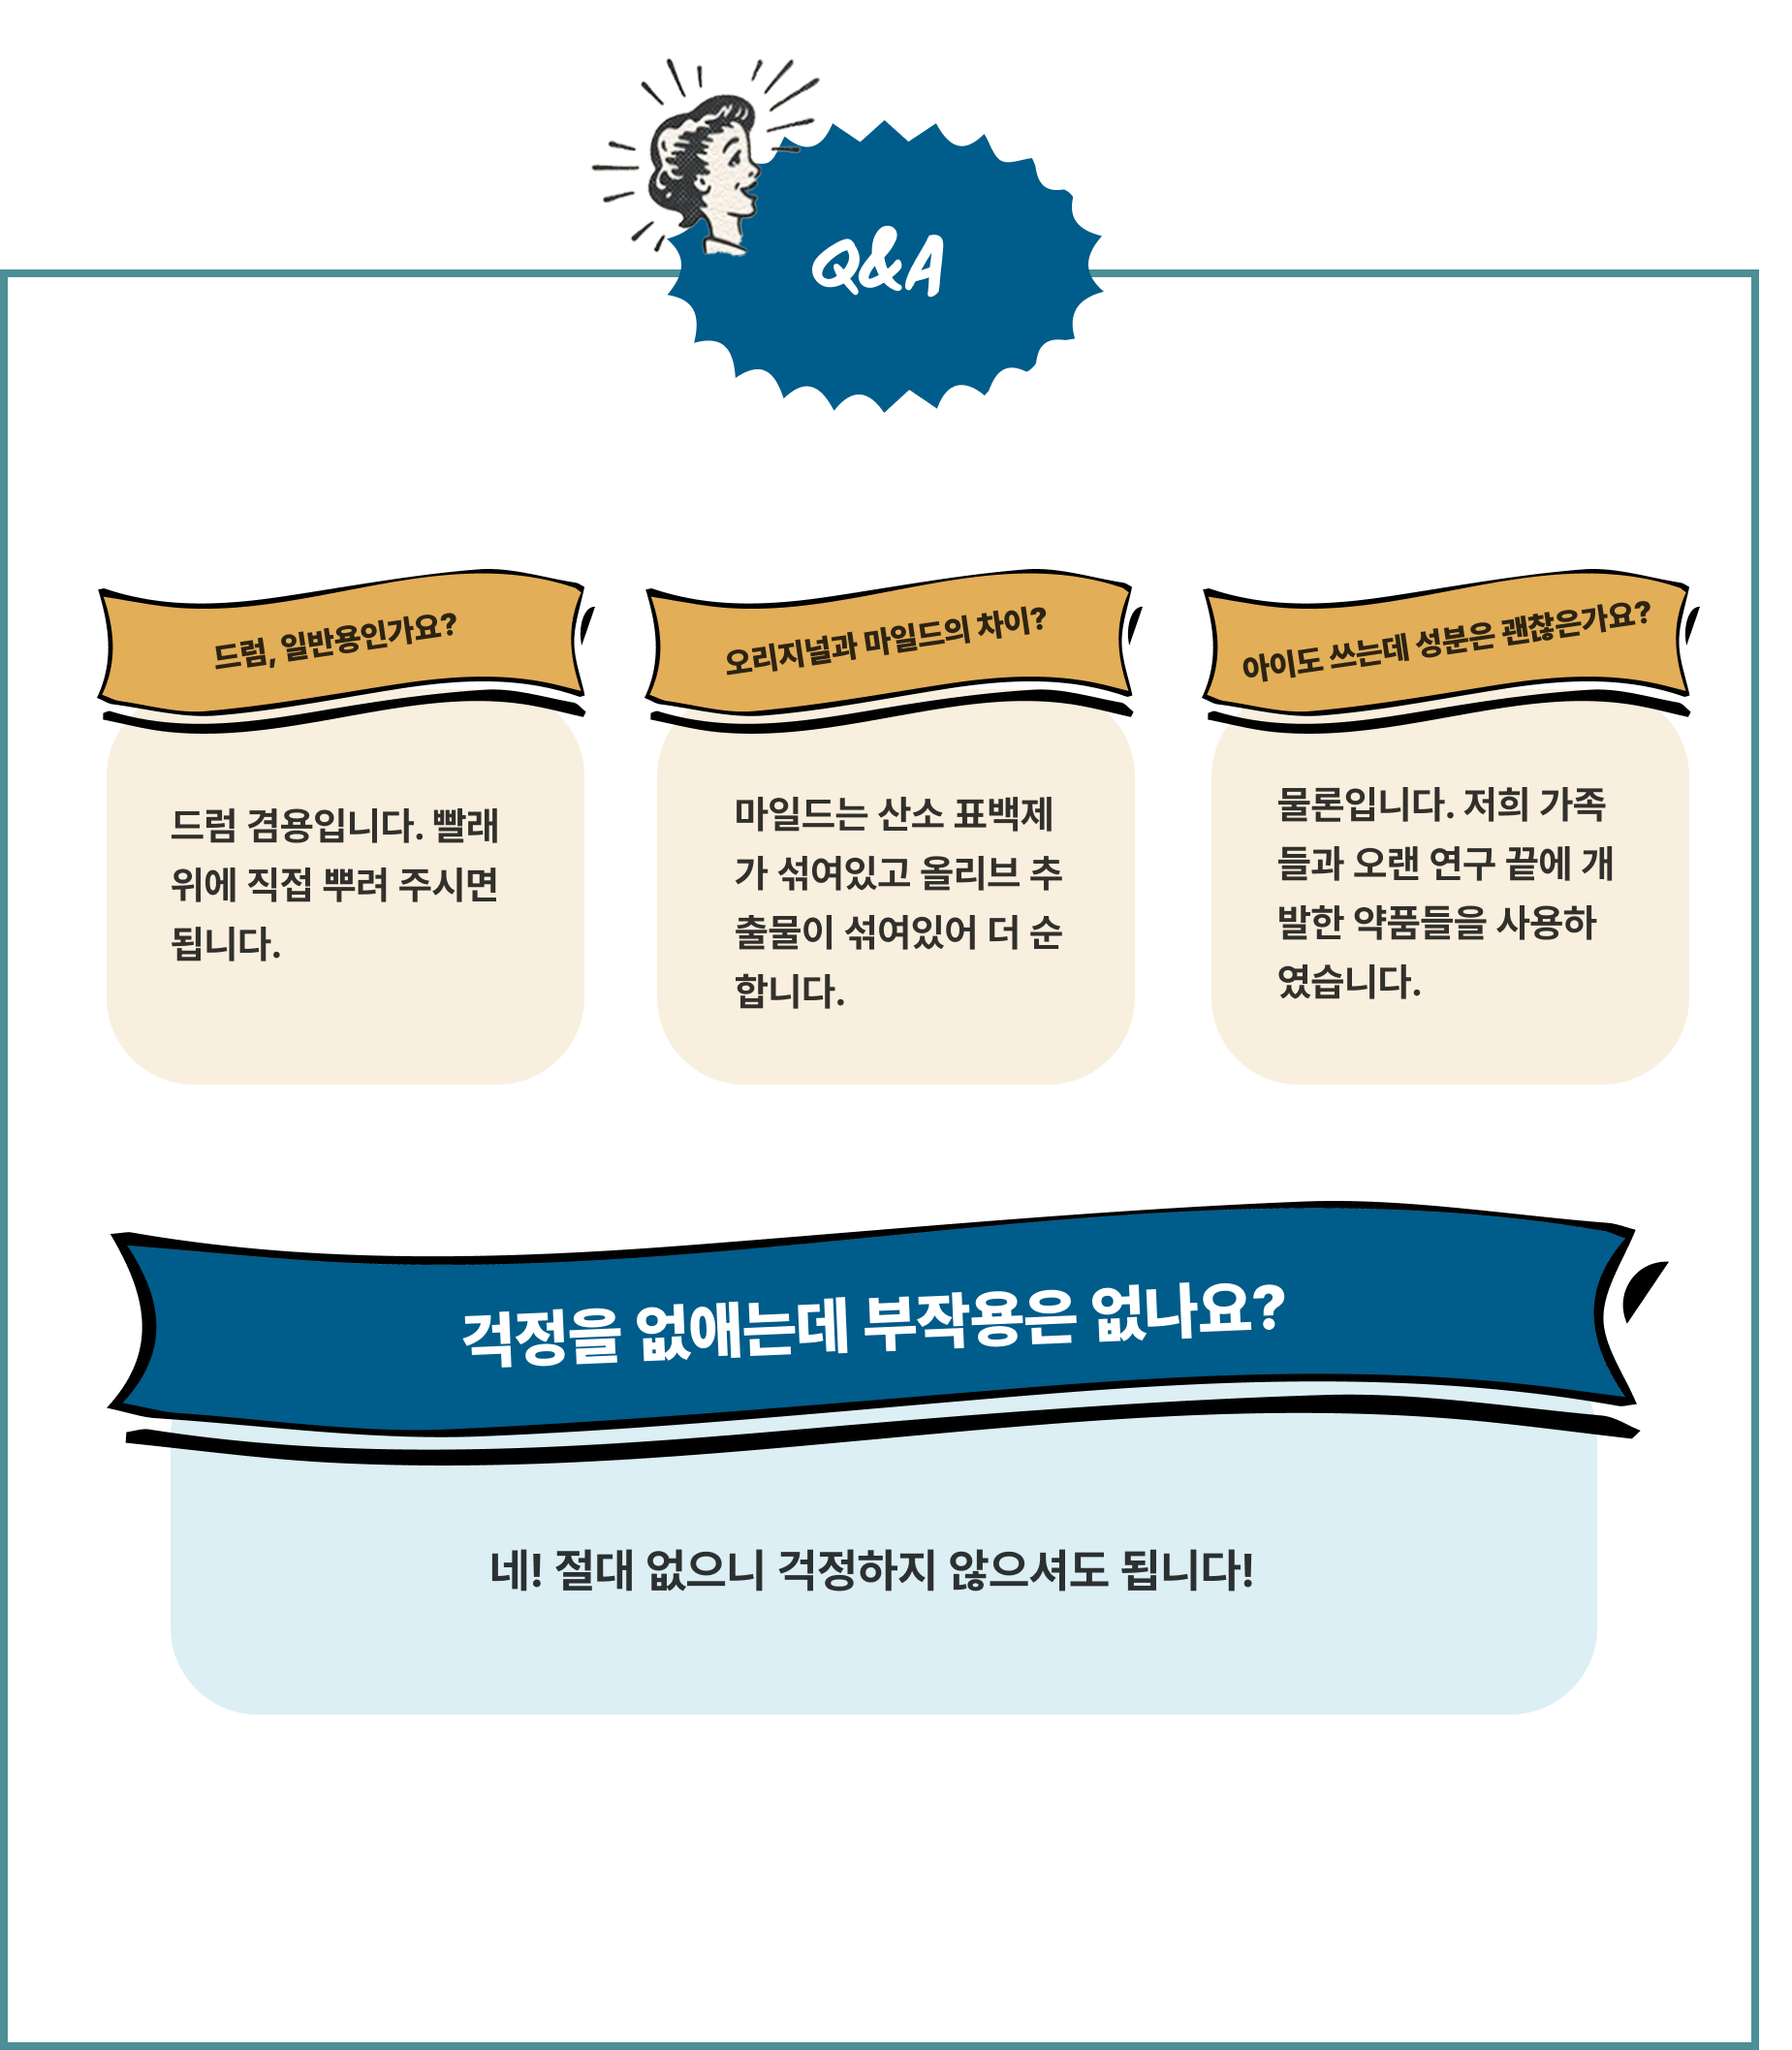 Q&A
드럼, 일반용인가요?
드럼 겸용입니다. 빨래
위에 직접 뿌려 주시면
됩니다.
오리지널과 마일드의 차이?
마일드는 산소 표백제
가 섞여있고 올리브 추
출물이 섞여있어 더 순
합니다.
아이도 쓰는데 성분은 괜찮은가요?
물론입니다. 저희 가족
들과 오랜 연구 끝에 개
발한 약품들을 사용하
였습니다.
걱정을 없애는데 부작용은 없나요?
네! 절대 없으니 걱정하지 않으셔도 됩니다!